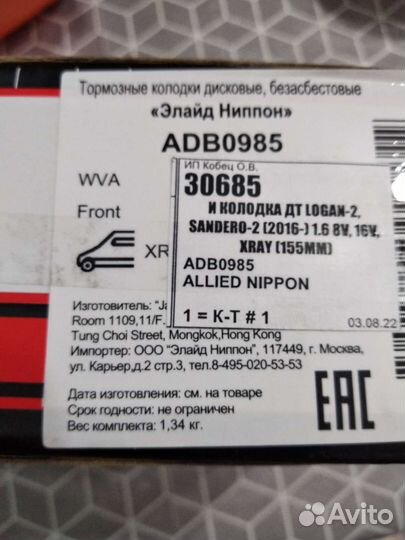 Тормозные колодки дисковые, безасбестовые
«Элайд Ниппон»
ADB0985
WVA
Front
XR
ИП Кобец О.В.
30685
И КОЛОДКА ДТ LOGAN-2,
SANDERO-2 (2016-) 1.6 8V, 16V,
XRAY (155MM)
ADB0985
ALLIED NIPPON
1 = К-Т # 1
03.08.22
Изготовитель: "Ja
Room 1109,11/F.
Tung Choi Street, Mongkok,Hong Kong
Импортер: ООО “Элайд Ниппон”, 117449, г. Москва,
ул. Карьер,д.2 стр.3, тел.8-495-020-53-53
Дата изготовления: см. на товаре
Срок годности: не ограничен
Вес комплекта: 1,34 кг.
EAC
Avito